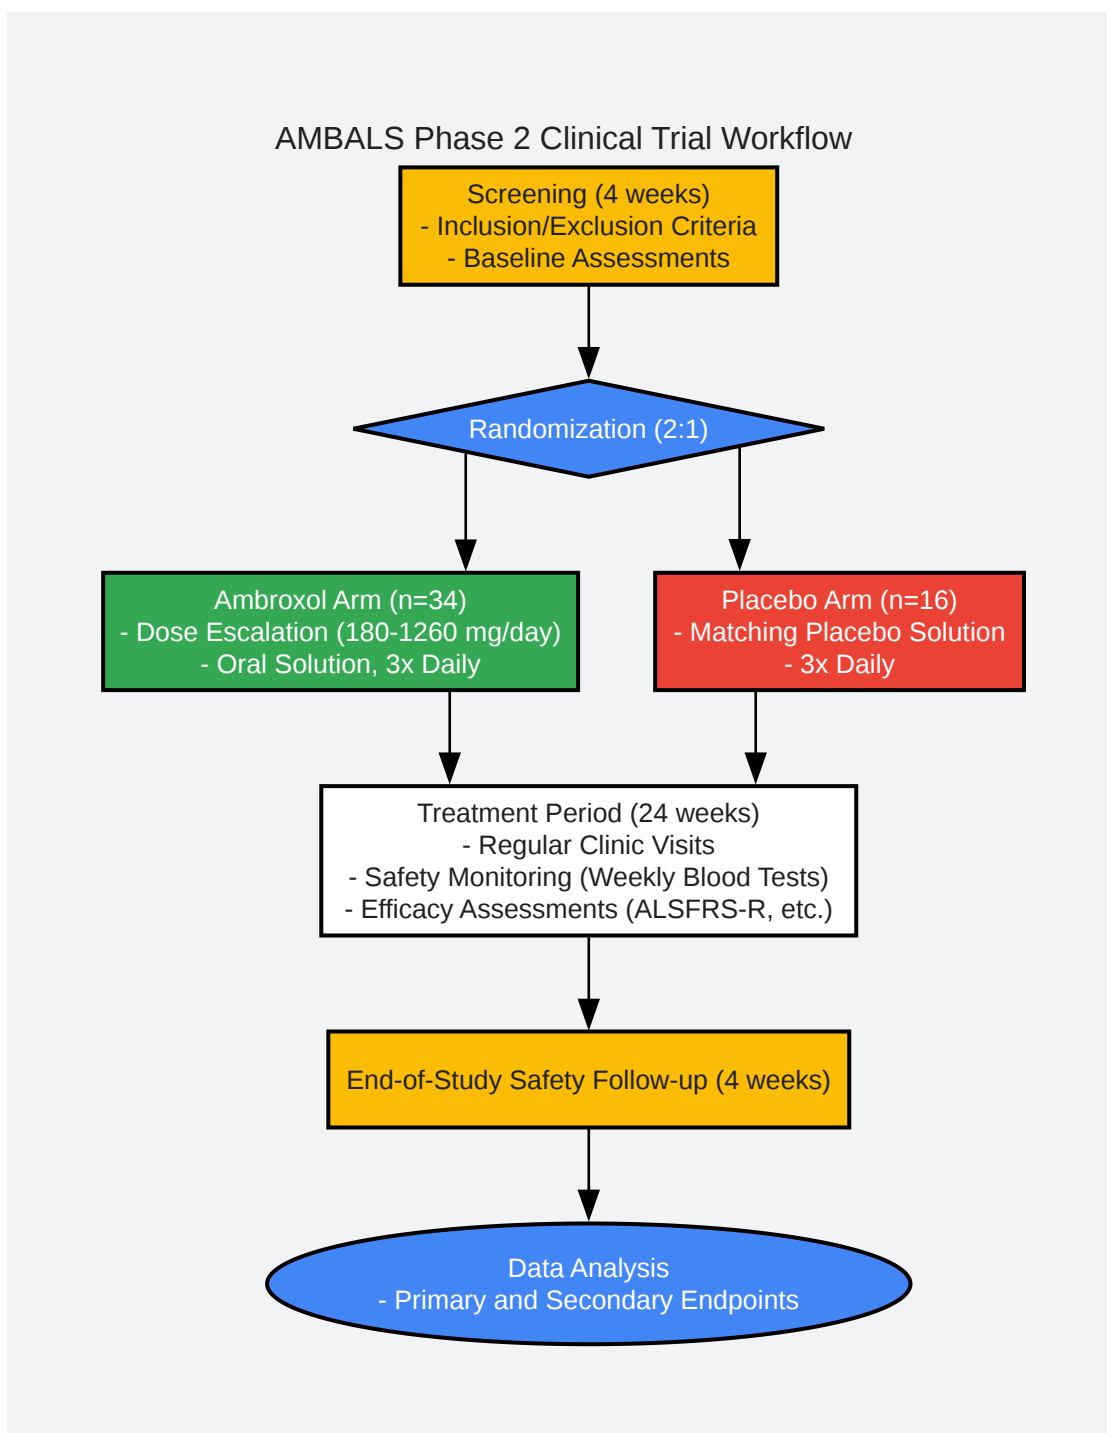 AMBALS Phase 2 Clinical Trial Workflow
Screening (4 weeks)
- Inclusion/Exclusion Criteria
- Baseline Assessments
Randomization (2:1)
Ambroxol Arm (n=34)
- Dose Escalation (180-1260 mg/day)
- Oral Solution, 3x Daily
Placebo Arm (n=16)
- Matching Placebo Solution
- 3x Daily
Treatment Period (24 weeks)
- Regular Clinic Visits
- Safety Monitoring (Weekly Blood Tests)
- Efficacy Assessments (ALSFRS-R, etc.)
End-of-Study Safety Follow-up (4 weeks)
Data Analysis
- Primary and Secondary Endpoints